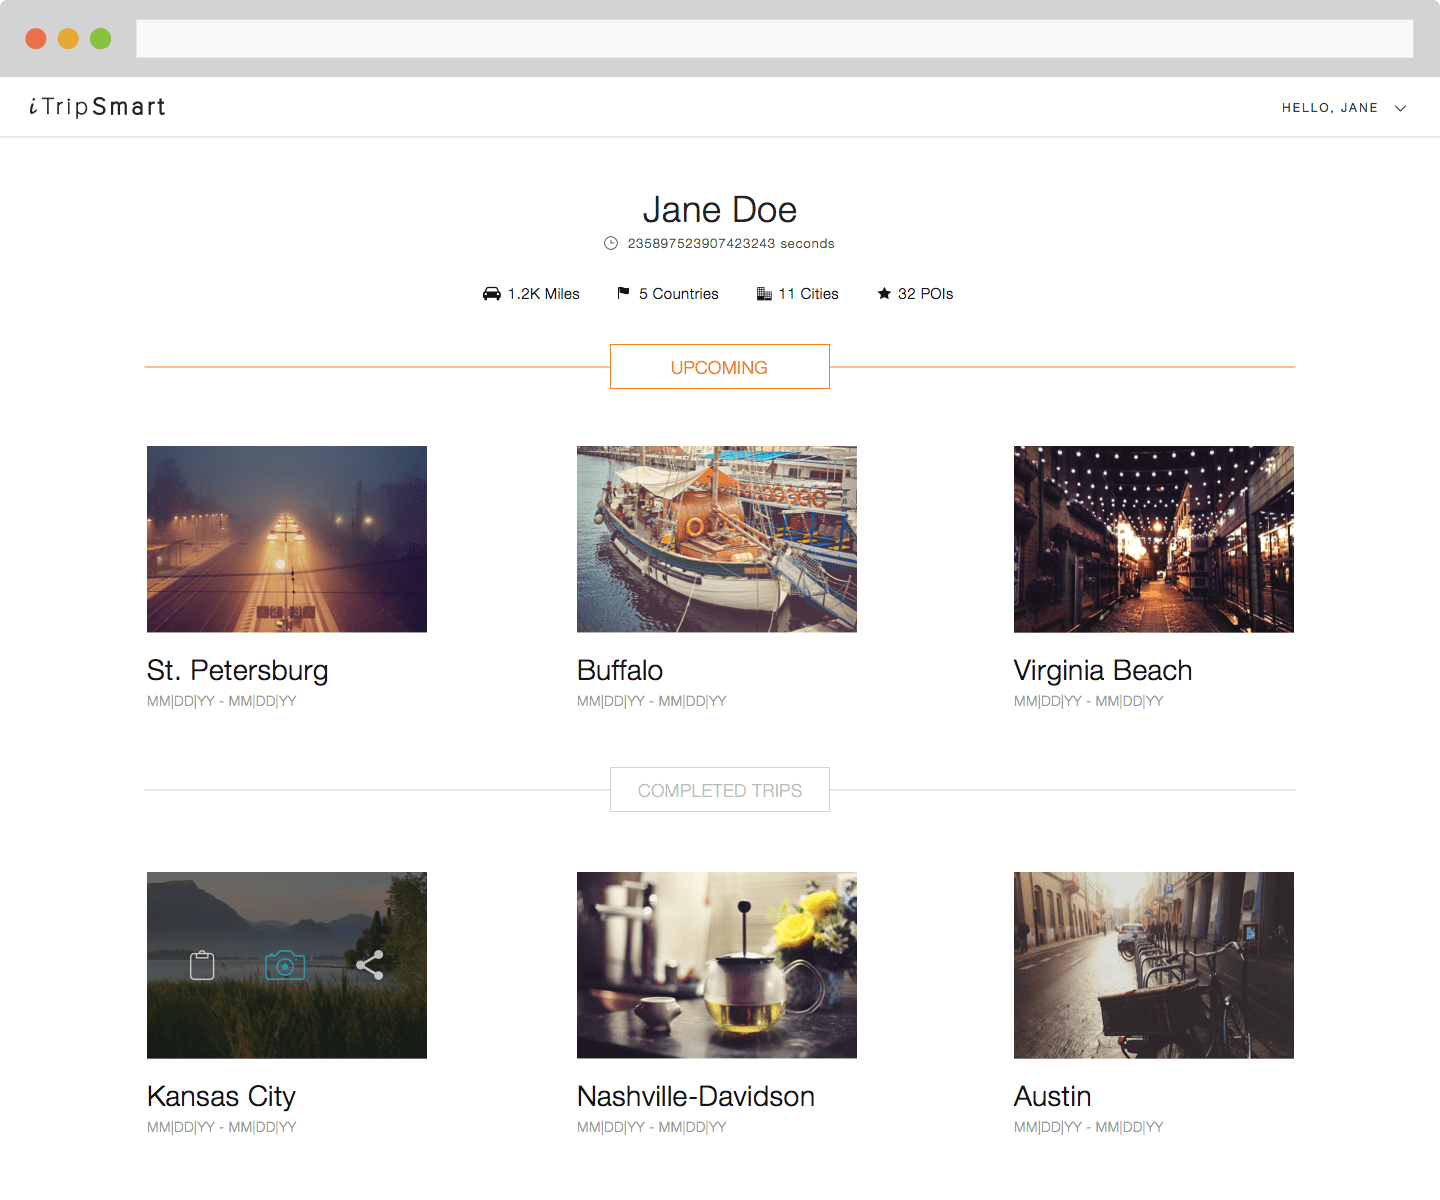 iTripSmart
HELLO, JANE
Jane Doe
235897523907423243 seconds
1.2K Miles 5 Countries 11 Cities 32 POIs
UPCOMING
2 3
St. Petersburg Buffalo Virginia Beach
MM|DD|YY - MM|DD|YY MM|DD|YY - MM|DD|YY MM|DD|YY - MM|DD|YY
COMPLETED TRIPS
Kansas City Nashville-Davidson Austin
MM|DD|YY - MM|DD|YY MM|DD|YY - MM|DD|YY MM|DD|YY - MM|DD|YY